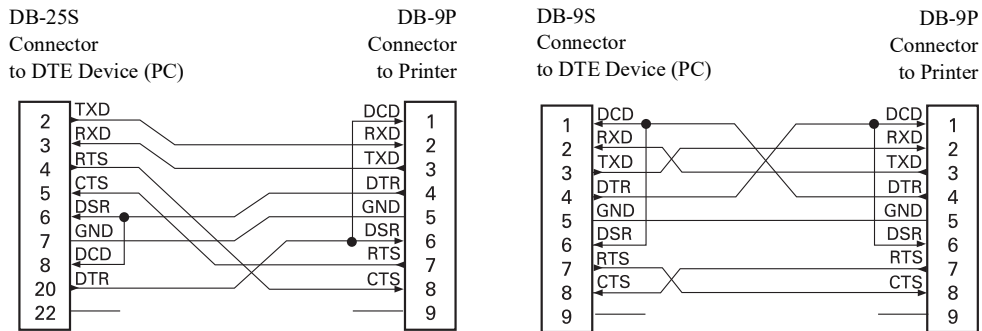 DB-25S
Connector
to DTE Device (PC)
DB-9P
Connector
to Printer
2 TXD DCD 1
3 RXD RXD 2
4 RTS TXD 3
5 CTS DTR 4
6 DSR GND 5
7 GND DSR 6
8 DCD RTS 7
20 DTR CTS 8
22 9
DB-9S
Connector
to DTE Device (PC)
DB-9P
Connector
to Printer
1 DCD DCD 1
2 RXD RXD 2
3 TXD TXD 3
4 DTR DTR 4
5 GND GND 5
6 DSR DSR 6
7 RTS RTS 7
8 CTS CTS 8
9 9